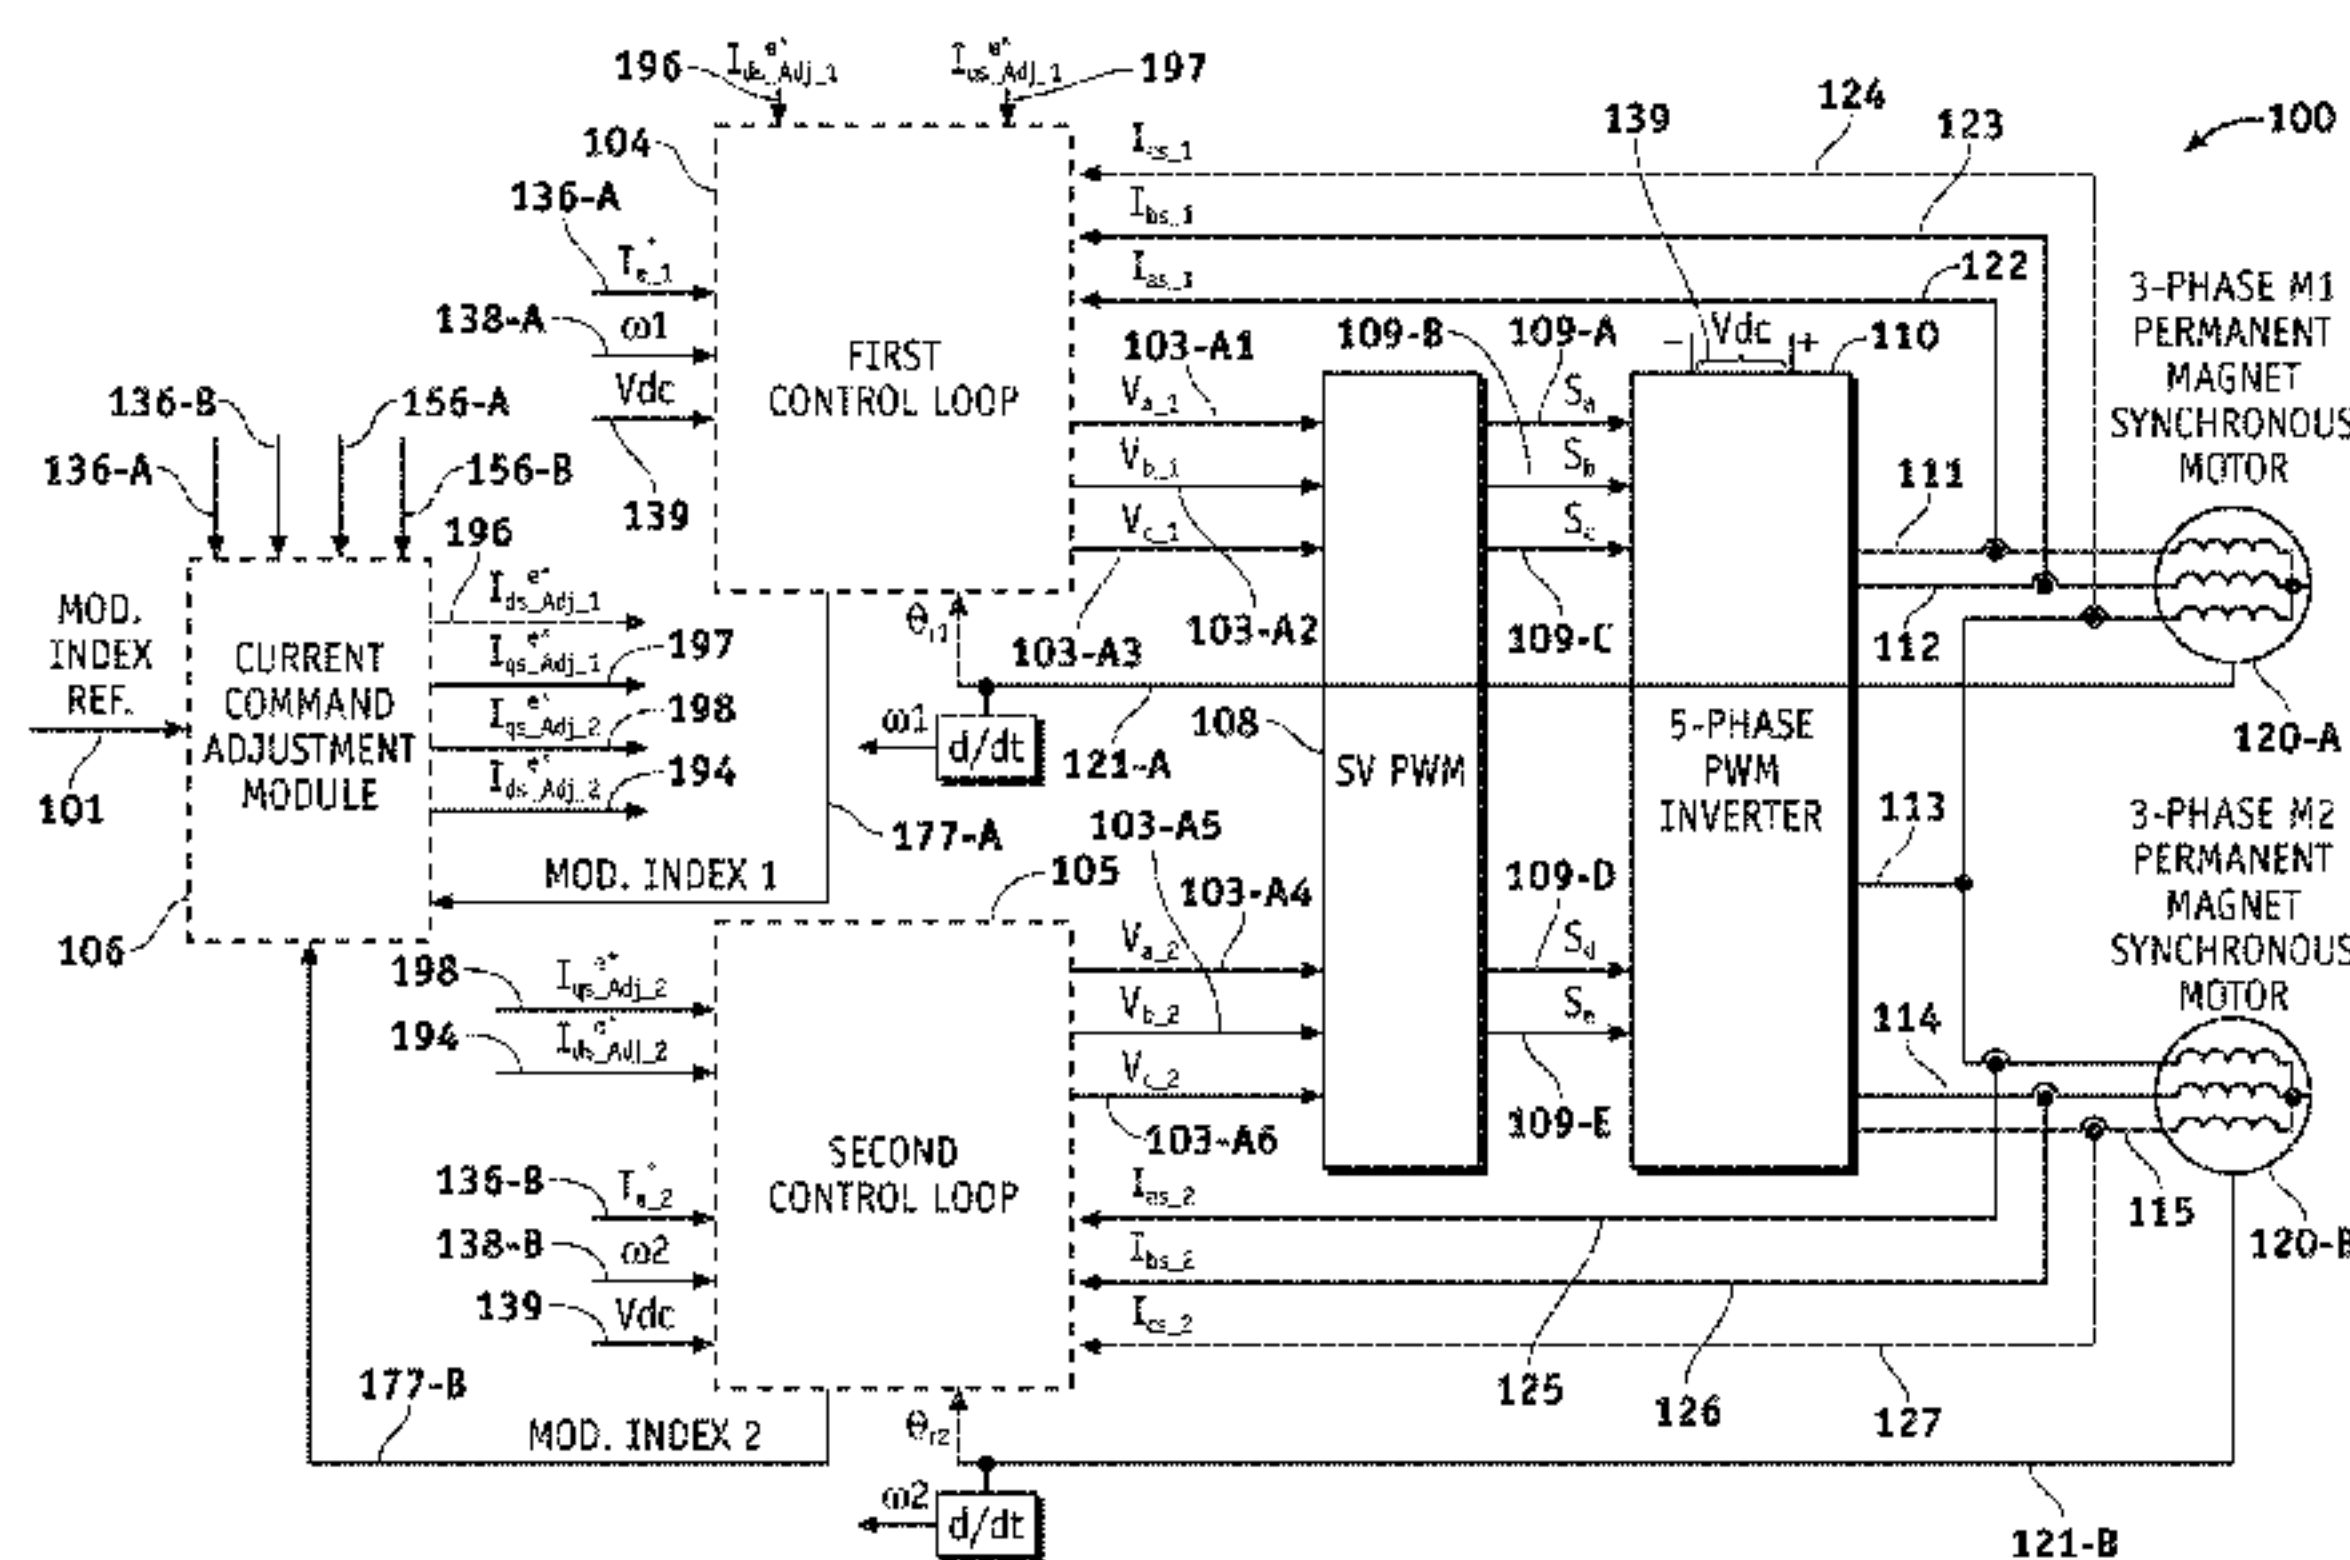 196
I_ds_Adj_1^e*
I_qs_Adj_1^e*
197
124
139
123
100
104
I_cs_1
136-A
I_bs_1
T_e_1^*
I_as_1
122
3-PHASE M1
PERMANENT
MAGNET
SYNCHRONOUS
MOTOR
138-A
ω1
Vdc
139
FIRST
CONTROL LOOP
103-A1
109-B
109-A
- Vdc +
110
V_a_1
S_a
V_b_1
S_b
V_c_1
S_c
111
136-B
156-A
136-A
156-B
196
I_ds_Adj_1^e*
I_qs_Adj_1^e*
197
I_qs_Adj_2^e*
198
I_ds_Adj_2^e*
194
MOD.
INDEX
REF.
101
CURRENT
COMMAND
ADJUSTMENT
MODULE
106
θ_r1
103-A3
103-A2
109-C
112
120-A
ω1
d/dt
121-A
108
SV PWM
5-PHASE
PWM
INVERTER
113
3-PHASE M2
PERMANENT
MAGNET
SYNCHRONOUS
MOTOR
177-A
MOD. INDEX 1
105
103-A5
103-A4
109-D
198
I_qs_Adj_2^e*
194
I_ds_Adj_2^e*
V_a_2
S_d
V_b_2
S_e
V_c_2
103-A6
109-E
114
115
120-B
SECOND
CONTROL LOOP
136-B
T_e_2^*
138-B
ω2
139
Vdc
I_as_2
I_bs_2
I_cs_2
125
126
127
177-B
MOD. INDEX 2
θ_r2
ω2
d/dt
121-B